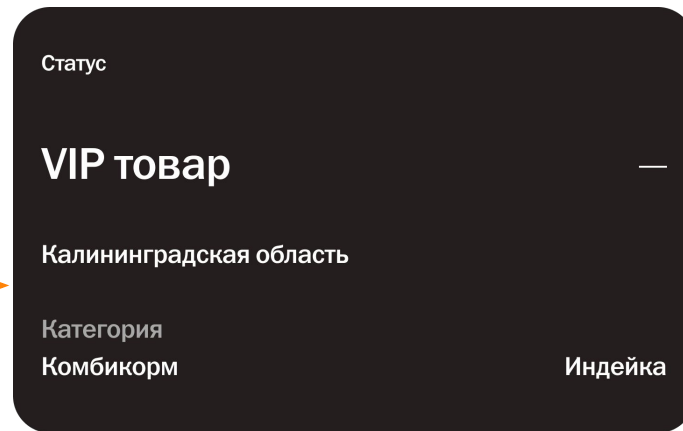 Статус
VIP товар —
Калининградская область
Категория
Комбикорм Индейка